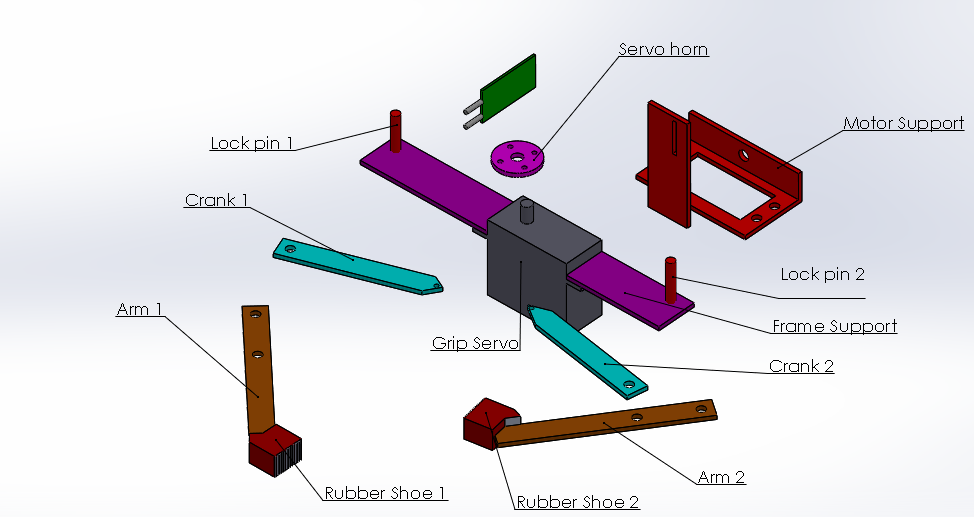 Servo horn
Motor Support
Lock pin 1
Crank 1
Lock pin 2
Arm 1
Frame Support
Grip Servo
Crank 2
Arm 2
Rubber Shoe 1
Rubber Shoe 2